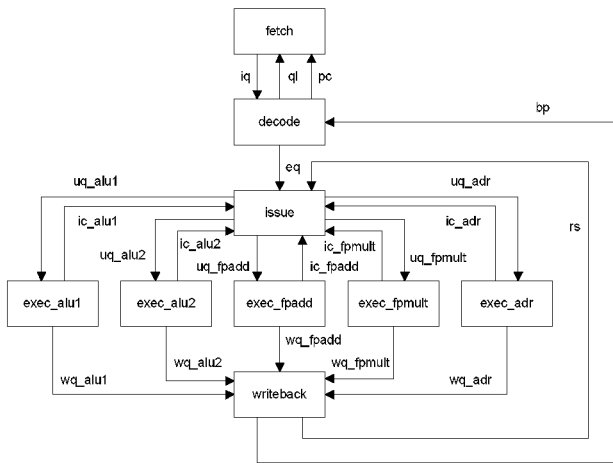 fetch
iq ql pc
bp
decode
eq
uq_alu1 uq_adr
issue
ic_alu1 ic_adr
rs
ic_alu2 ic_fpmult
uq_alu2 uq_fpmult
uq_fpadd ic_fpadd
exec_alu1 exec_alu2 exec_fpadd exec_fpmult exec_adr
wq_fpadd
wq_alu2 wq_fpmult
wq_alu1 wq_adr
writeback